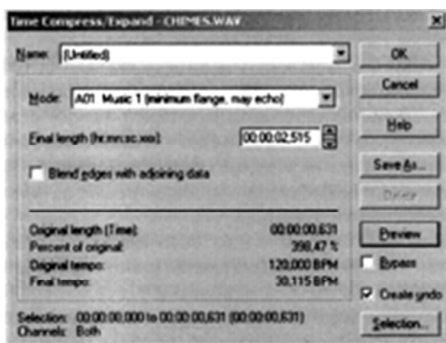 Time Compress/Expand - CHIMES.WAV
Name: (Untitled)
OK
Mode: A01 Music 1 (minimum flange, may echo)
Cancel
Final length (hr:mn:sc.xxx): 00:00:02,515
Help
Blend edges with adjoining data
Save As...
Delete
Original length (Time): 00:00:00,631
Preview
Percent of original: 398,47 %
Original tempo: 120,000 BPM
Bypass
Final tempo: 30,115 BPM
Create undo
Selection: 00:00:00,000 to 00:00:00,631 (00:00:00,631)
Selection...
Channels: Both